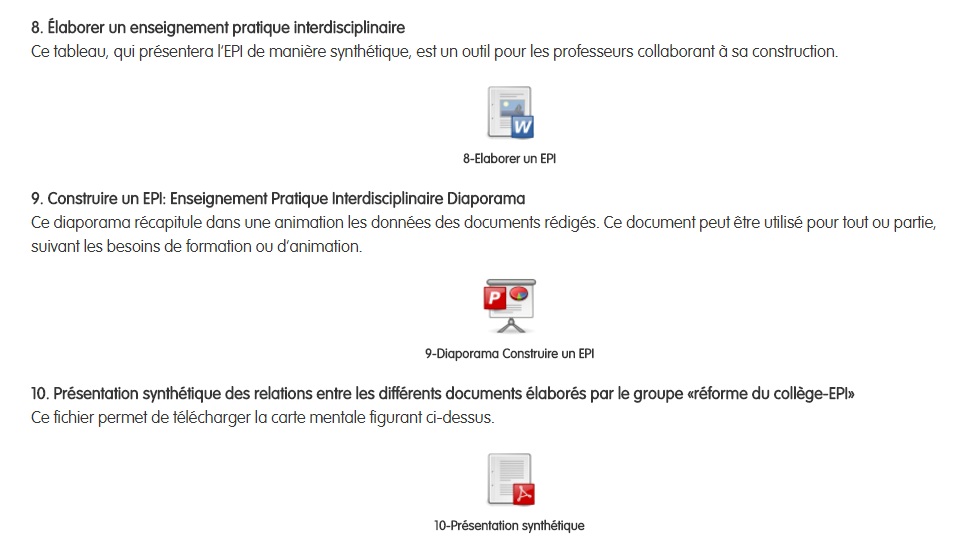 8. Élaborer un enseignement pratique interdisciplinaire
Ce tableau, qui présentera l'EPI de manière synthétique, est un outil pour les professeurs collaborant à sa construction.
W
8-Elaborer un EPI
9. Construire un EPI: Enseignement Pratique Interdisciplinaire Diaporama
Ce diaporama récapitule dans une animation les données des documents rédigés. Ce document peut être utilisé pour tout ou partie,
suivant les besoins de formation ou d'animation.
P
9-Diaporama Construire un EPI
10. Présentation synthétique des relations entre les différents documents élaborés par le groupe «réforme du collège-EPI»
Ce fichier permet de télécharger la carte mentale figurant ci-dessus.
10-Présentation synthétique